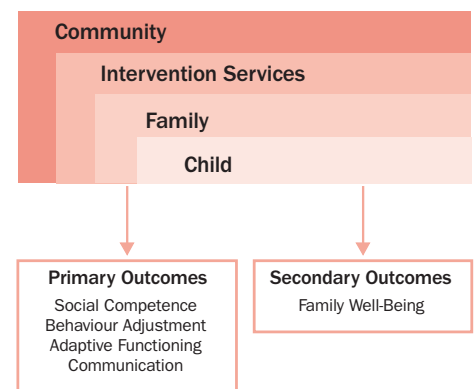 Community
Intervention Services
Family
Child
Primary Outcomes
Social Competence
Behaviour Adjustment
Adaptive Functioning
Communication
Secondary Outcomes
Family Well-Being